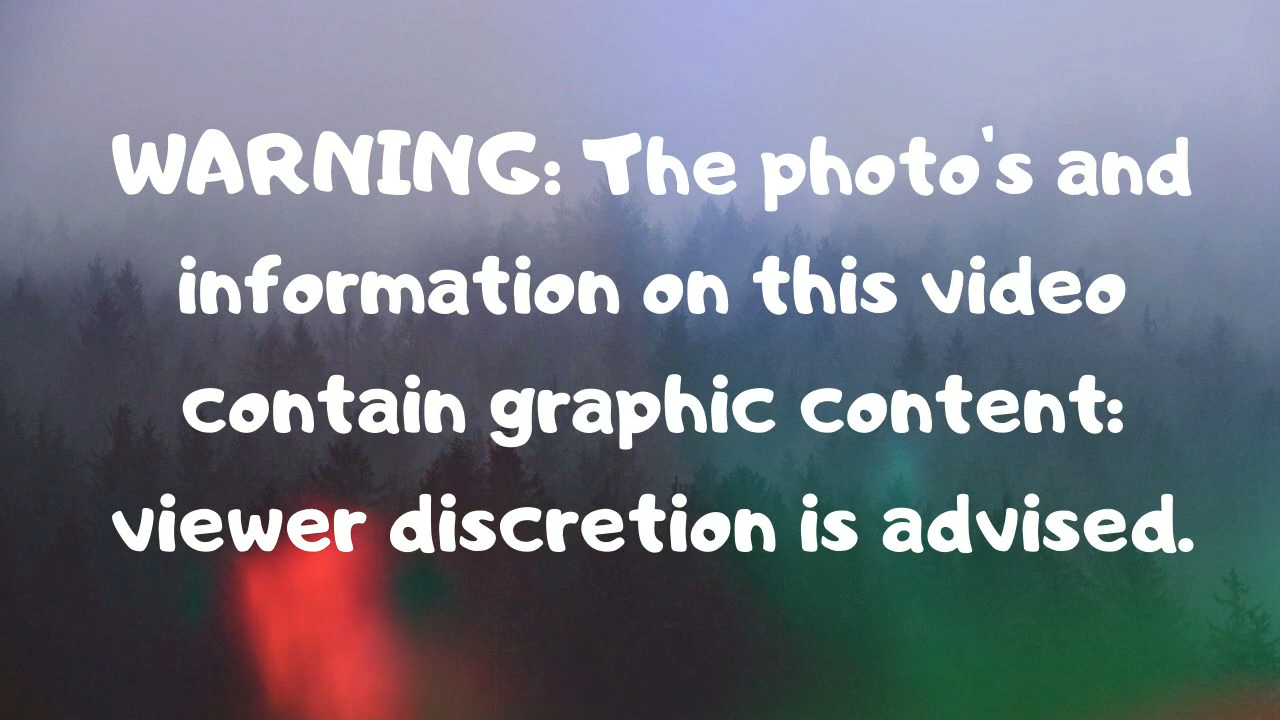 WARNING: The photo's and
information on this video
contain graphic content:
viewer discretion is advised.